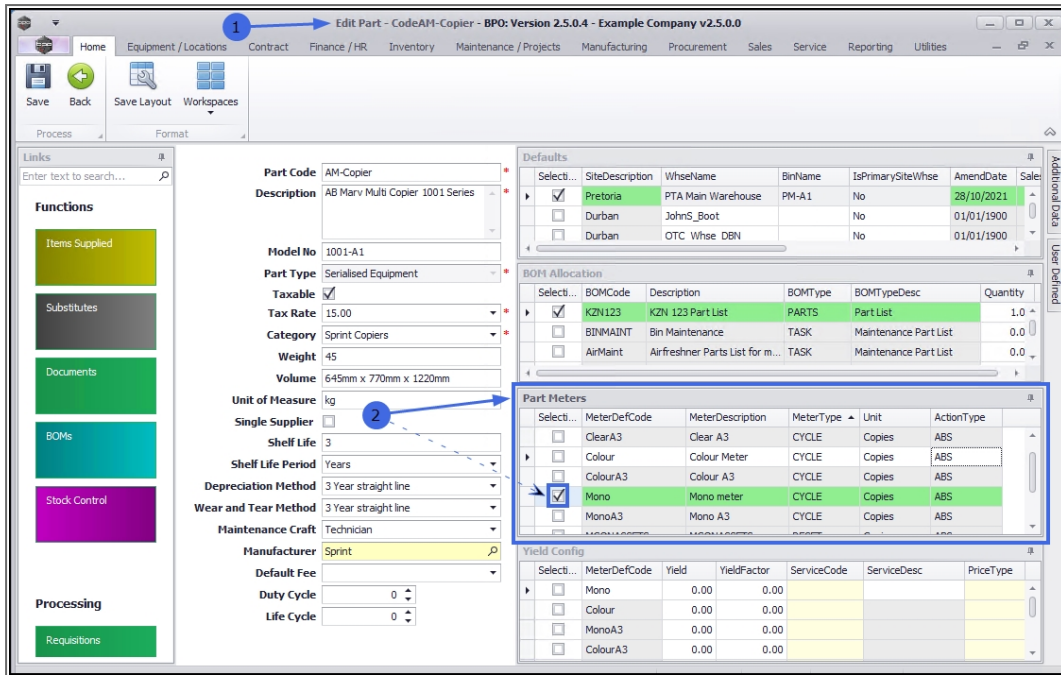 1
Edit Part - CodeAM-Copier - BPO: Version 2.5.0.4 - Example Company v2.5.0.0
Home Equipment / Locations Contract Finance / HR Inventory Maintenance / Projects Manufacturing Procurement Sales Service Reporting Utilities
Save Back Save Layout Workspaces
Process Format
Links
Enter text to search...
Functions
Items Supplied
Substitutes
Documents
BOMs
Stock Control
Processing
Requisitions
Part Code AM-Copier *
Description AB Marv Multi Copier 1001 Series *
Model No 1001-A1
Part Type Serialised Equipment *
Taxable
Tax Rate 15.00 *
Category Sprint Copiers *
Weight 45
Volume 645mm x 770mm x 1220mm
Unit of Measure kg
2
Single Supplier
Shelf Life 3
Shelf Life Period Years
Depreciation Method 3 Year straight line
Wear and Tear Method 3 Year straight line
Maintenance Craft Technician
Manufacturer Sprint
Default Fee
Duty Cycle 0
Life Cycle 0
Defaults
Selecti... SiteDescription WhseName BinName IsPrimarySiteWhse AmendDate Sale
Pretoria PTA Main Warehouse PM-A1 No 28/10/2021
Durban JohnS_Boot No 01/01/1900
Durban OTC Whse DBN No 01/01/1900
BOM Allocation
Selecti... BOMCode Description BOMType BOMTypeDesc Quantity
KZN123 KZN 123 Part List PARTS Part List 1.0
BINMAINT Bin Maintenance TASK Maintenance Part List 0.0
AirMaint Airfreshner Parts List for m... TASK Maintenance Part List 0.0
Part Meters
Selecti... MeterDefCode MeterDescription MeterType Unit ActionType
ClearA3 Clear A3 CYCLE Copies ABS
Colour Colour Meter CYCLE Copies ABS
ColourA3 Colour A3 CYCLE Copies ABS
Mono Mono meter CYCLE Copies ABS
MonoA3 Mono A3 CYCLE Copies ABS
Yield Config
Selecti... MeterDefCode Yield YieldFactor ServiceCode ServiceDesc PriceType
Mono 0.00 0.00
Colour 0.00 0.00
MonoA3 0.00 0.00
ColourA3 0.00 0.00
Additional Data
User Defined